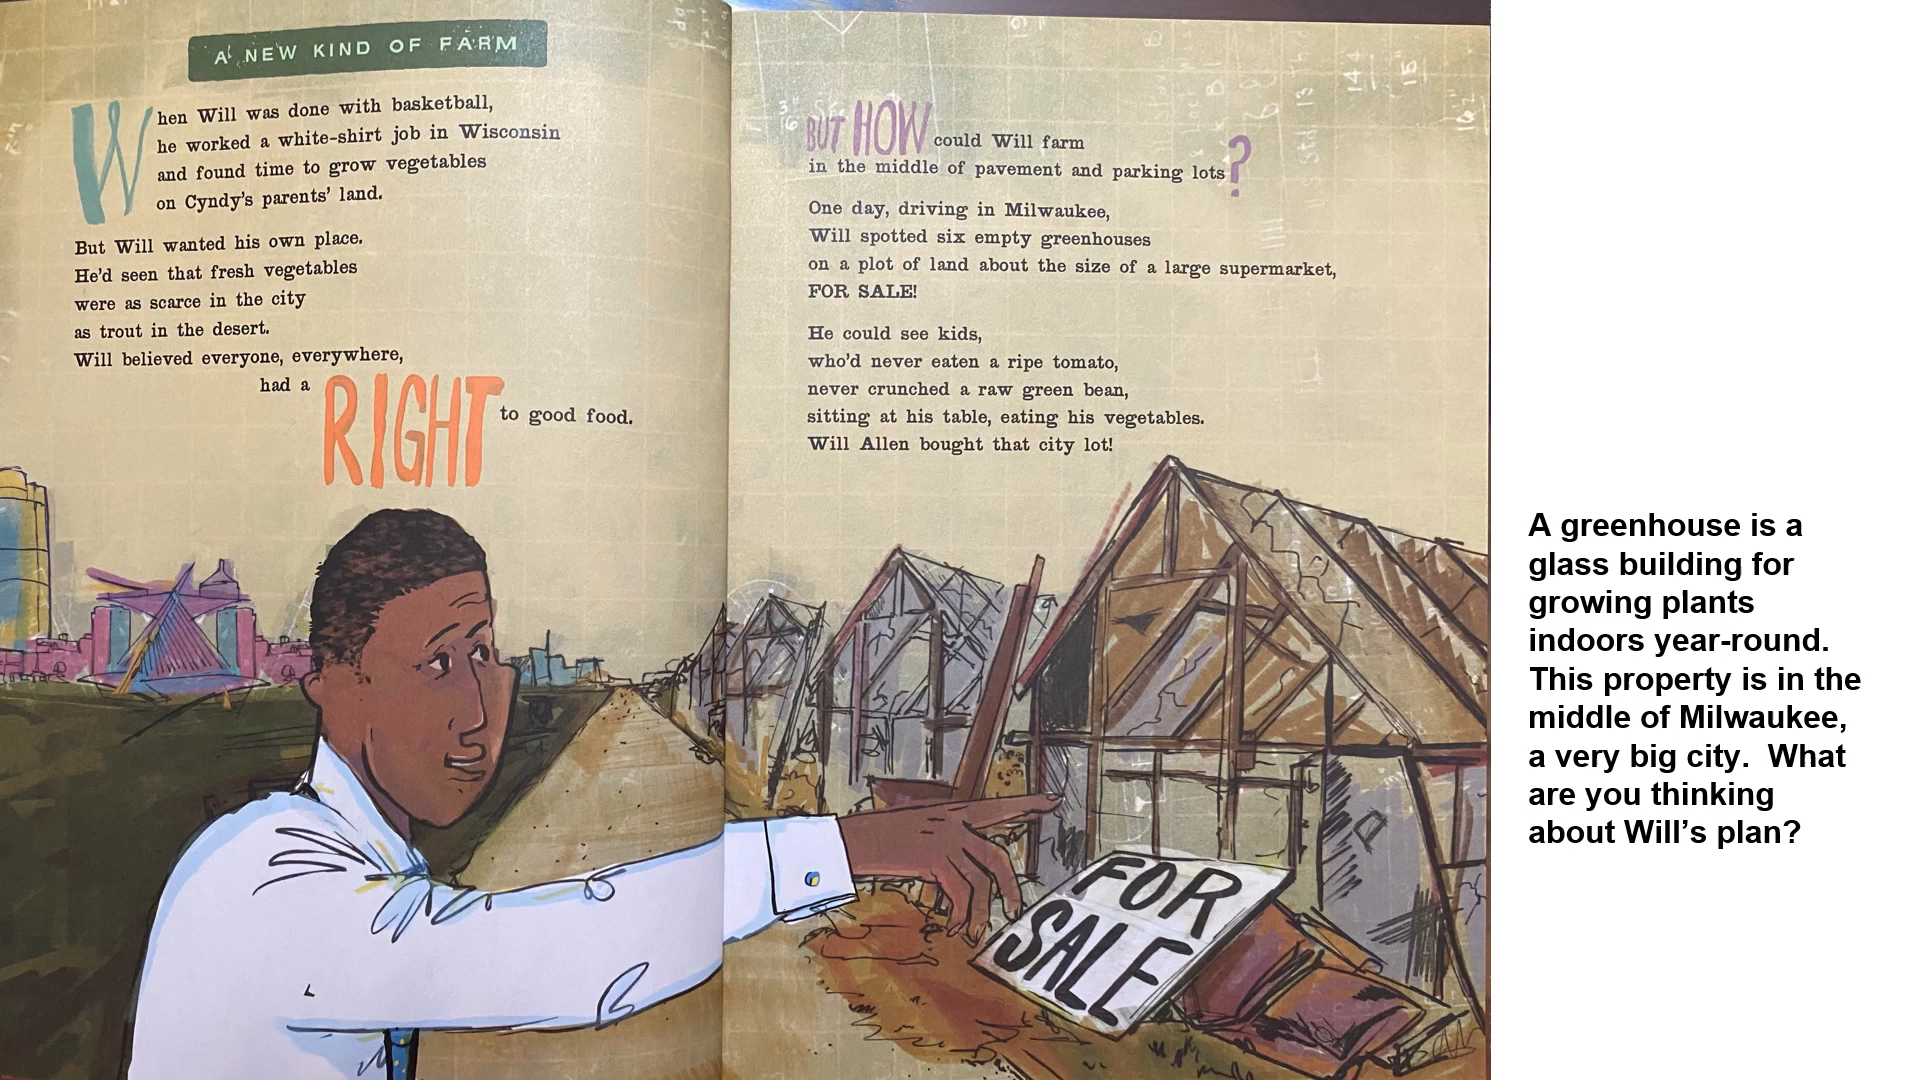 A NEW KIND OF FARM
When Will was done with basketball,
he worked a white-shirt job in Wisconsin
and found time to grow vegetables
on Cyndy's parents' land.
But Will wanted his own place.
He'd seen that fresh vegetables
were as scarce in the city
as trout in the desert.
Will believed everyone, everywhere,
had a RIGHT to good food.
BUT HOW could Will farm
in the middle of pavement and parking lots?
One day, driving in Milwaukee,
Will spotted six empty greenhouses
on a plot of land about the size of a large supermarket,
FOR SALE!
He could see kids,
who'd never eaten a ripe tomato,
never crunched a raw green bean,
sitting at his table, eating his vegetables.
Will Allen bought that city lot!
FOR
SALE
A greenhouse is a
glass building for
growing plants
indoors year-round.
This property is in the
middle of Milwaukee,
a very big city.  What
are you thinking
about Will’s plan?